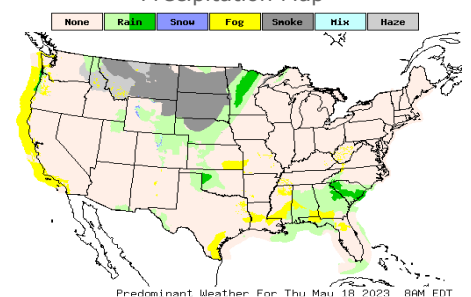 Precipitation Map
None Rain Snow Fog Smoke Mix Haze
Predominant Weather For Thu May 18 2023 8AM EDT